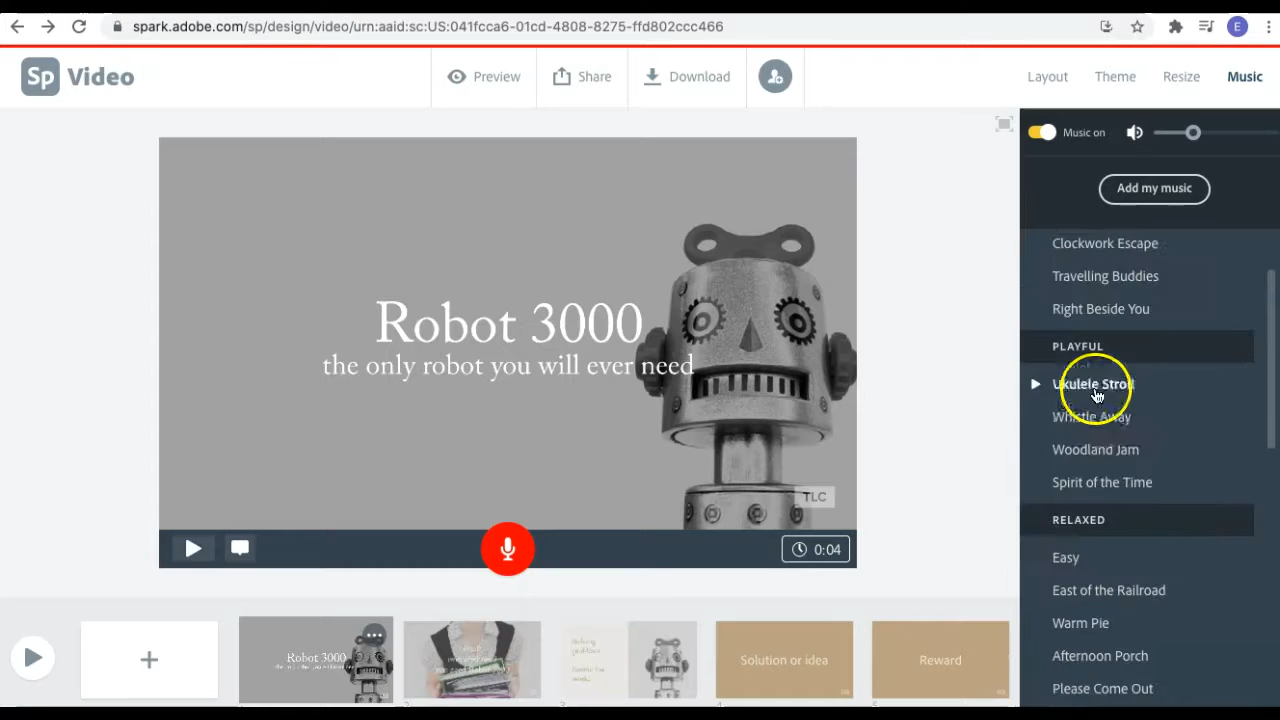 spark.adobe.com/sp/design/video/urn:aaid:sc:US:041fcca6-01cd-4808-8275-ffd802ccc466
E
Sp Video
Preview
Share
Download
Layout
Theme
Resize
Music
Music on
Add my music
Clockwork Escape
Travelling Buddies
Right Beside You
PLAYFUL
Ukulele Stroll
Whistle Away
Woodland Jam
Spirit of the Time
RELAXED
Easy
East of the Railroad
Warm Pie
Afternoon Porch
Please Come Out
Robot 3000
the only robot you will ever need
TLC
0:04
Robot 3000
Solution or idea
Reward